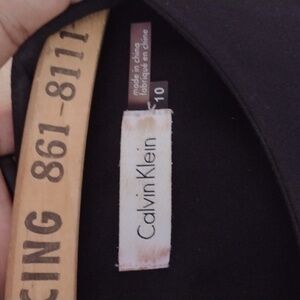 CING 861-8111
made in china
fabriqué en chine
10
Calvin Klein